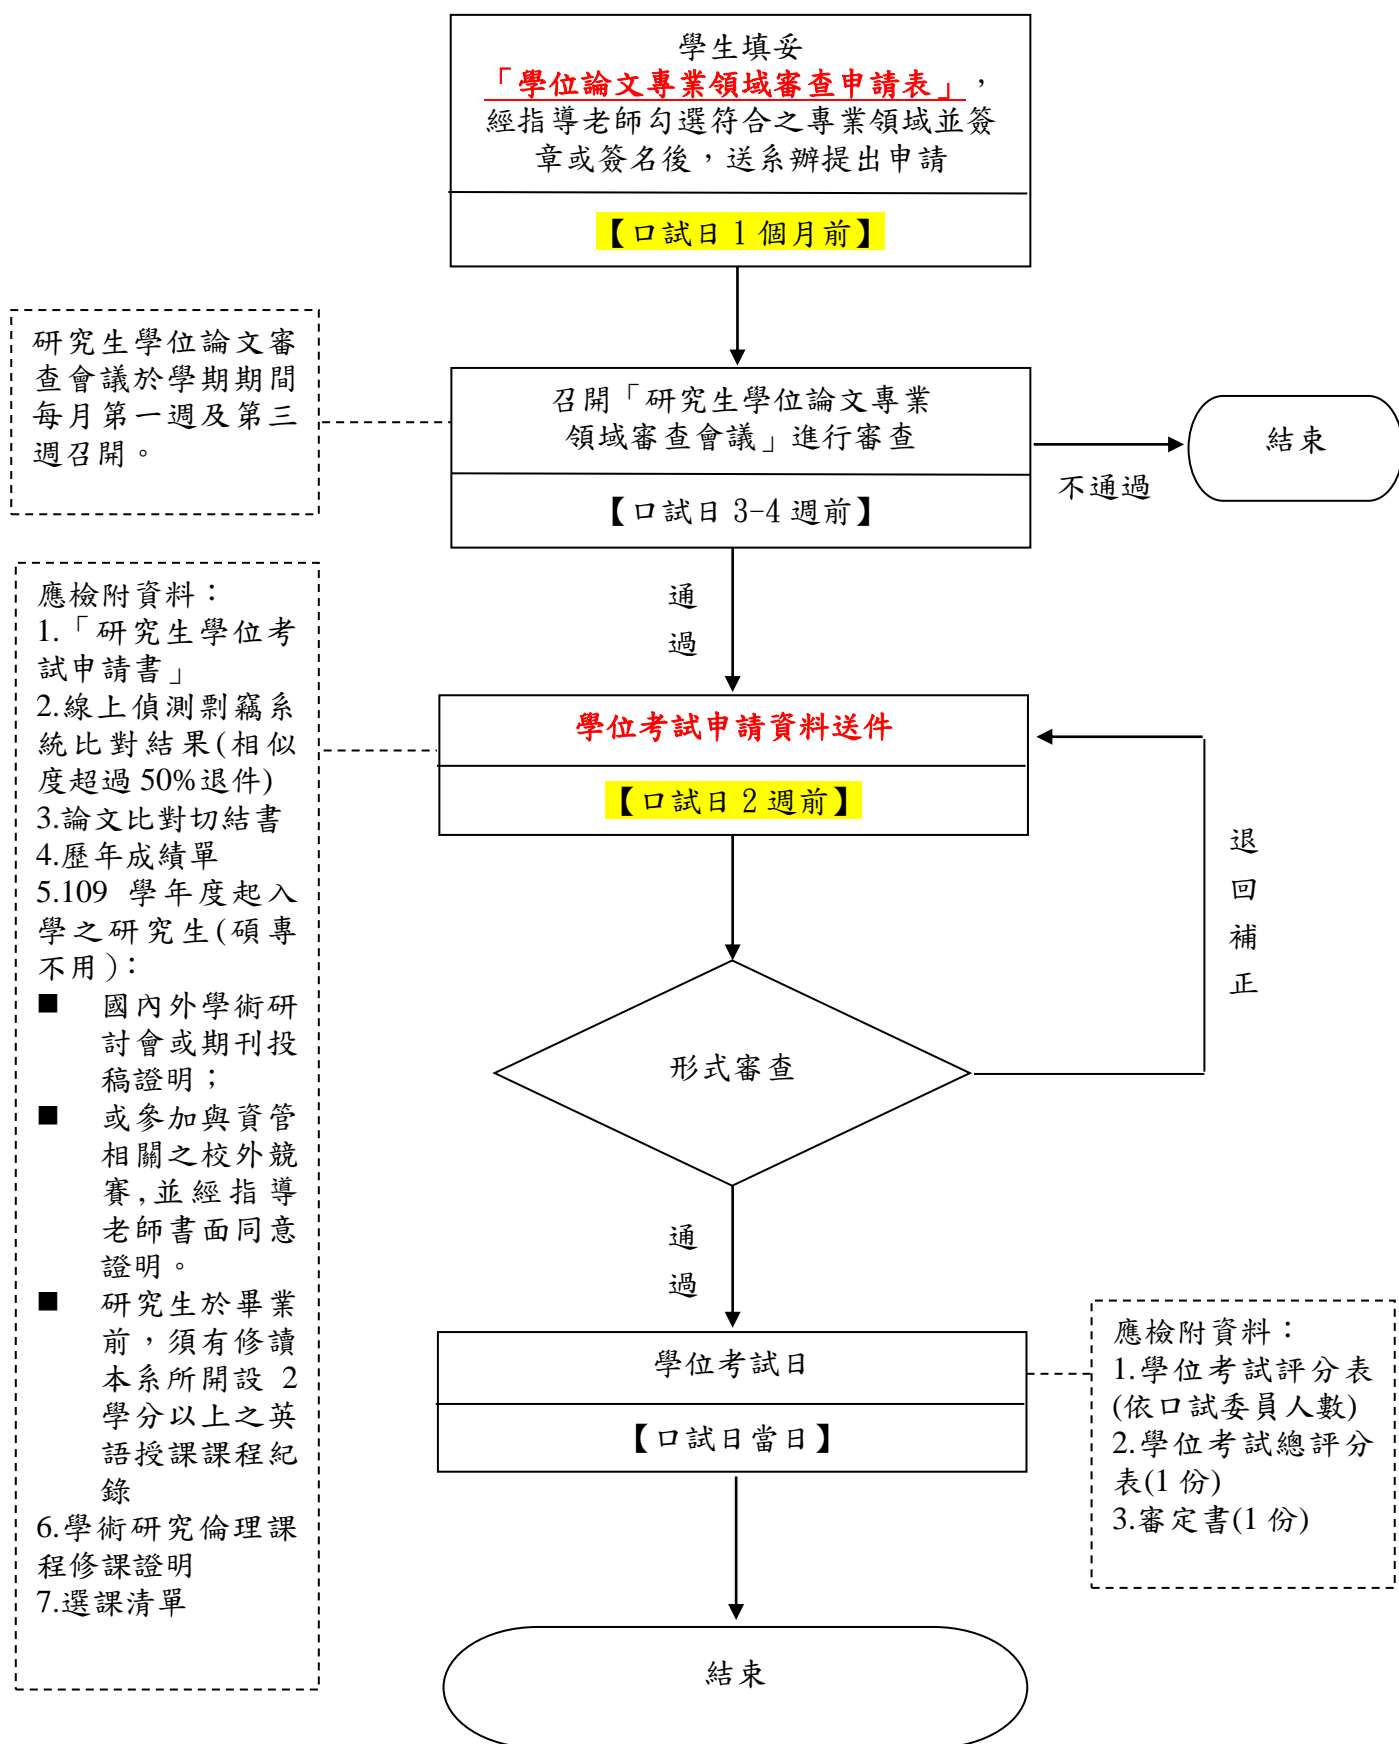 學生填妥
「學位論文專業領域審查申請表」，
經指導老師勾選符合之專業領域並簽
章或簽名後，送系辦提出申請
【口試日 1 個月前】
研究生學位論文審
查會議於學期期間
每月第一週及第三
週召開。
召開「研究生學位論文專業
領域審查會議」進行審查
【口試日 3-4 週前】
不通過
結束
通
過
應檢附資料：
1.「研究生學位考
試申請書」
2.線上偵測剽竊系
統比對結果(相似
度超過 50%退件)
3.論文比對切結書
4.歷年成績單
5.109 學年度起入
學之研究生(碩專
不用)：
■ 國內外學術研
討會或期刊投
稿證明；
■ 或參加與資管
相關之校外競
賽,並經指導
老師書面同意
證明。
■ 研究生於畢業
前，須有修讀
本系所開設 2
學分以上之英
語授課課程紀
錄
6.學術研究倫理課
程修課證明
7.選課清單
學位考試申請資料送件
【口試日 2 週前】
退
回
補
正
形式審查
通
過
學位考試日
【口試日當日】
應檢附資料：
1.學位考試評分表
(依口試委員人數)
2.學位考試總評分
表(1 份)
3.審定書(1 份)
結束